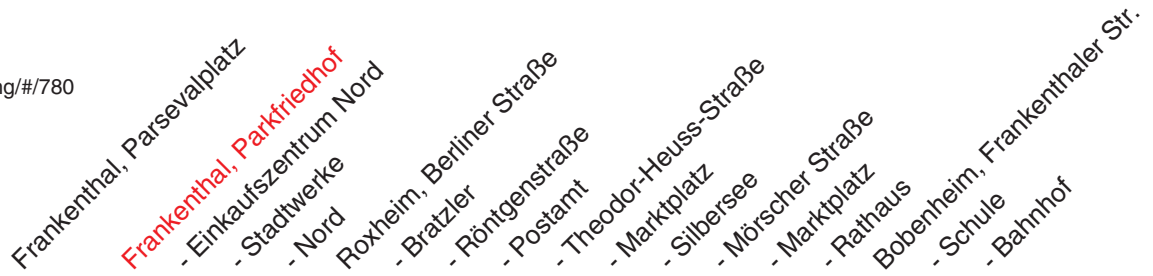 ng/#/780
Frankenthal, Parsevalplatz
Frankenthal, Parkfriedhof
- Einkaufszentrum Nord
- Stadtwerke
- Nord
Roxheim, Berliner Straße
- Bratzler
- Röntgenstraße
- Postamt
- Theodor-Heuss-Straße
- Marktplatz
- Silbersee
- Mörscher Straße
- Marktplatz
- Rathaus
Bobenheim, Frankenthaler Str.
- Schule
- Bahnhof